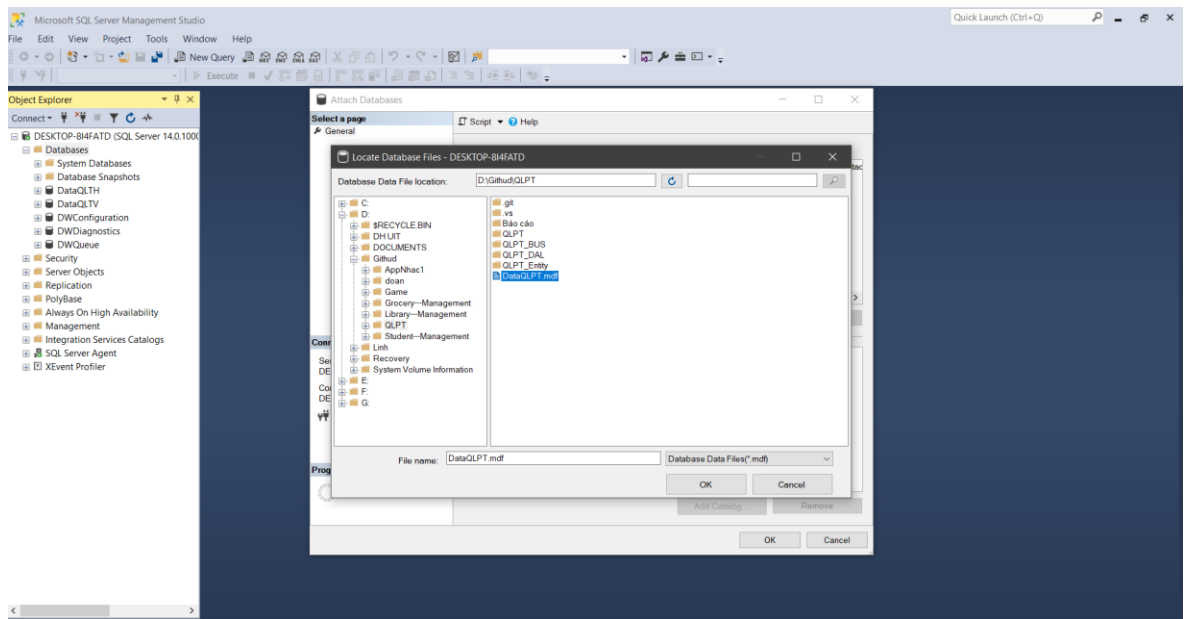 Microsoft SQL Server Management Studio
Quick Launch (Ctrl+Q)
File Edit View Project Tools Window Help
New Query
Execute
Object Explorer
Connect
DESKTOP-8I4FATD (SQL Server 14.0.1000
Databases
System Databases
Database Snapshots
DataQLTH
DataQLTV
DWConfiguration
DWDiagnostics
DWQueue
Security
Server Objects
Replication
PolyBase
Always On High Availability
Management
Integration Services Catalogs
SQL Server Agent
XEvent Profiler
Attach Databases
Select a page
General
Script Help
Locate Database Files - DESKTOP-8I4FATD
Database Data File location: D:\Githud\QLPT
C:
D:
$RECYCLE.BIN
DH UIT
DOCUMENTS
Githud
AppNhac1
doan
Game
Grocery---Management
Library---Management
QLPT
Student---Management
Linh
Recovery
System Volume Information
E:
F:
G:
.git
.vs
Báo cáo
QLPT
QLPT_BUS
QLPT_DAL
QLPT_Entity
DataQLPT.mdf
File name: DataQLPT.mdf
Database Data Files(*.mdf)
OK Cancel
Conn
Se
DE
Co
DE
Prog
Add Catalog... Remove
OK Cancel